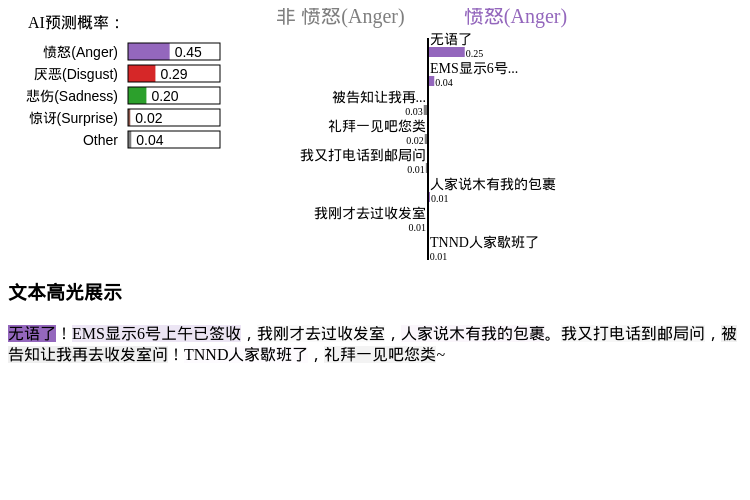 AI预测概率：
愤怒(Anger) 0.45
厌恶(Disgust) 0.29
悲伤(Sadness) 0.20
惊讶(Surprise) 0.02
Other 0.04
非 愤怒(Anger) 愤怒(Anger)
无语了
0.25
EMS显示6号...
0.04
被告知让我再...
0.03
礼拜一见吧您类
0.02
我又打电话到邮局问
0.01
人家说木有我的包裹
0.01
我刚才去过收发室
0.01
TNND人家歇班了
0.01
文本高光展示
无语了！EMS显示6号上午已签收，我刚才去过收发室，人家说木有我的包裹。我又打电话到邮局问，被
告知让我再去收发室问！TNND人家歇班了，礼拜一见吧您类~